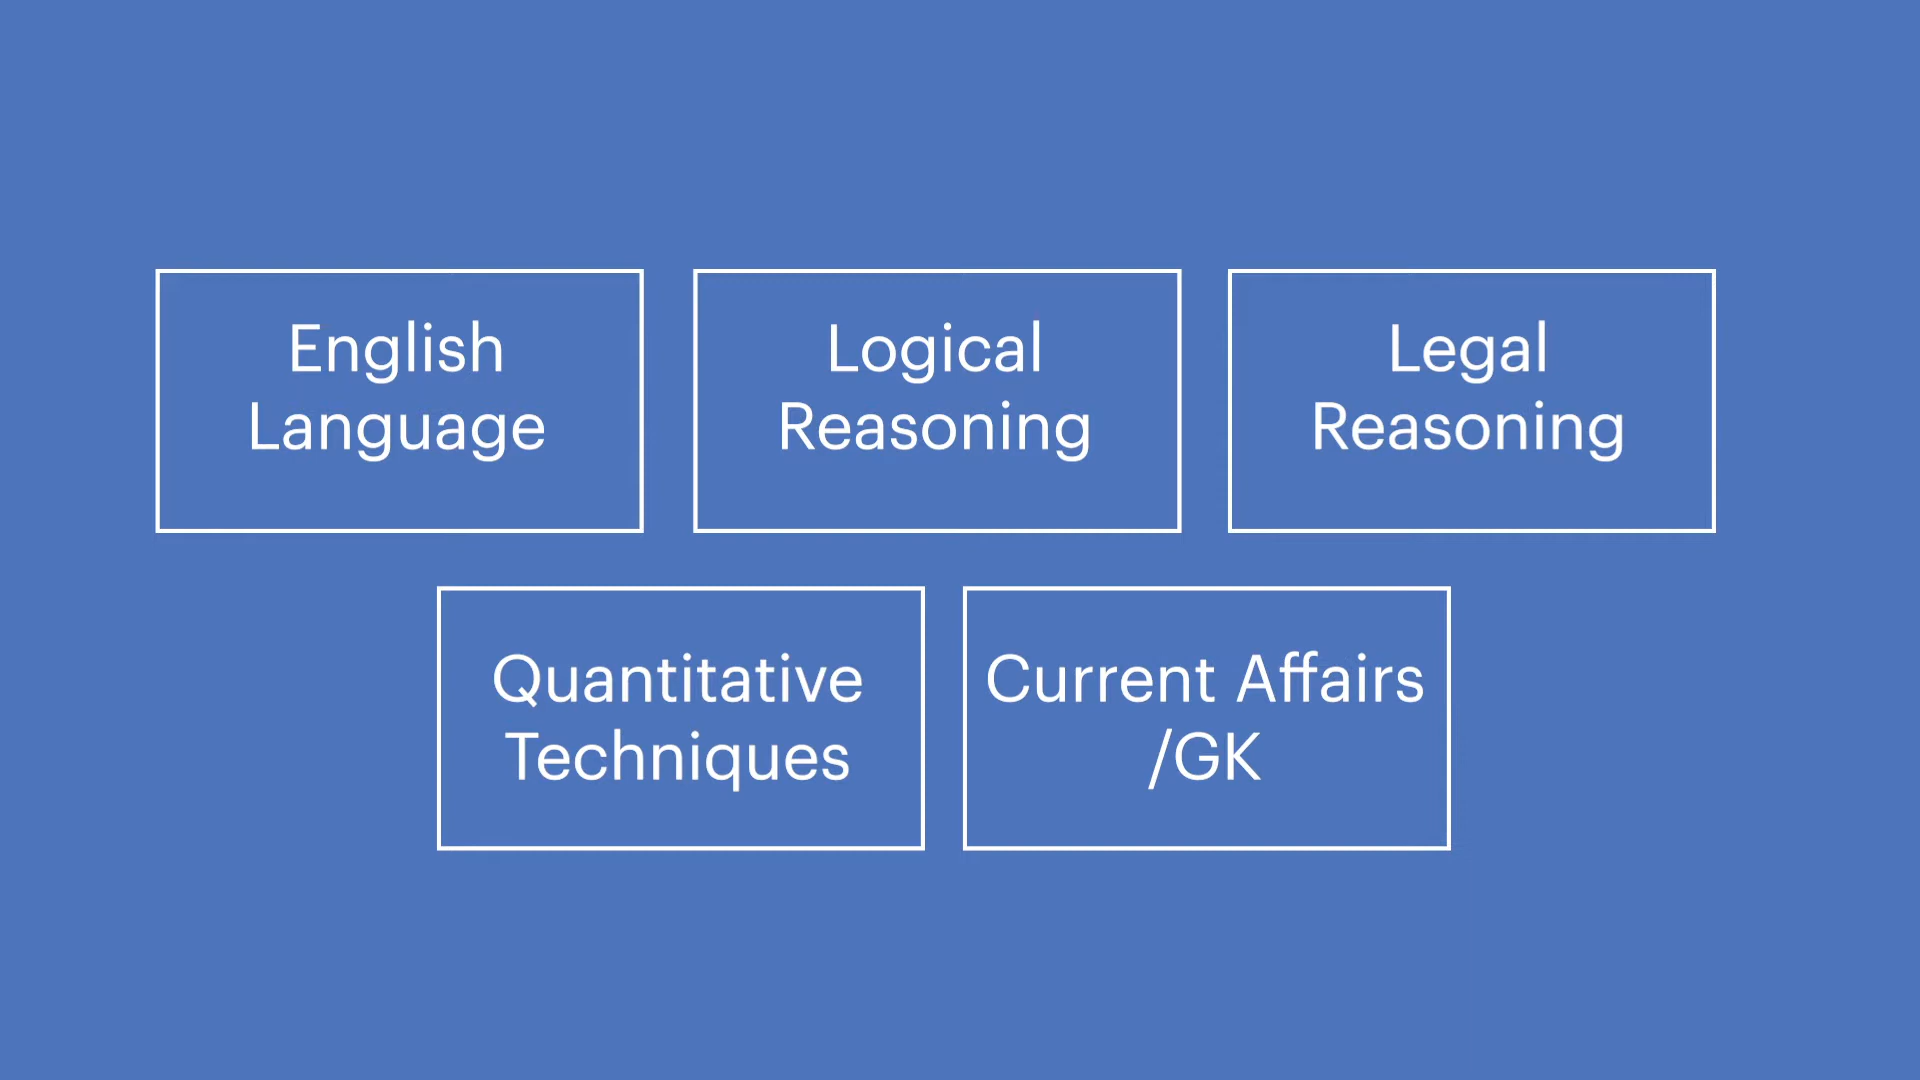 English
Language
Logical
Reasoning
Legal
Reasoning
Quantitative
Techniques
Current Affairs
/GK